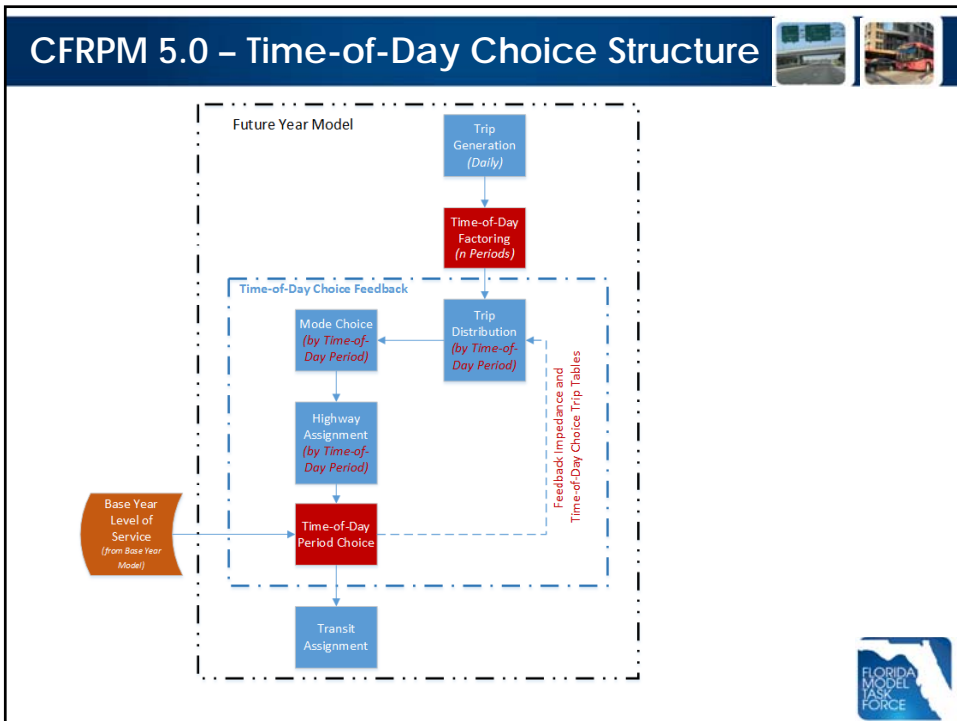 CFRPM 5.0 – Time-of-Day Choice Structure
Future Year Model
Trip
Generation
(Daily)
Time-of-Day
Factoring
(n Periods)
Time-of-Day Choice Feedback
Trip
Distribution
(by Time-of-
Day Period)
Mode Choice
(by Time-of-
Day Period)
Highway
Assignment
(by Time-of-
Day Period)
Feedback Impedance and
Time-of-Day Choice Trip Tables
Base Year
Level of
Service
(from Base Year
Model)
Time-of-Day
Period Choice
Transit
Assignment
FLORIDA
MODEL
TASK
FORCE